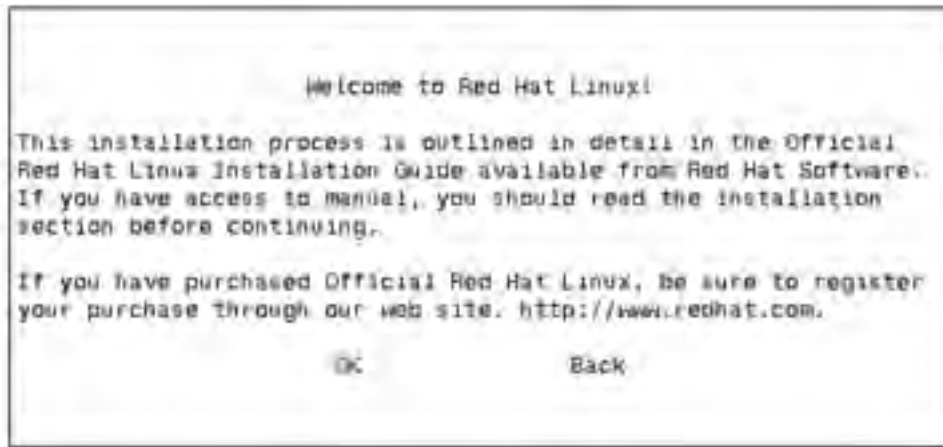 Welcome to Red Hat Linux!
This installation process is outlined in detail in the Official
Red Hat Linux Installation Guide available from Red Hat Software.
If you have access to manual, you should read the installation
section before continuing.
If you have purchased Official Red Hat Linux, be sure to register
your purchase through our web site. http://www.redhat.com.
OK Back